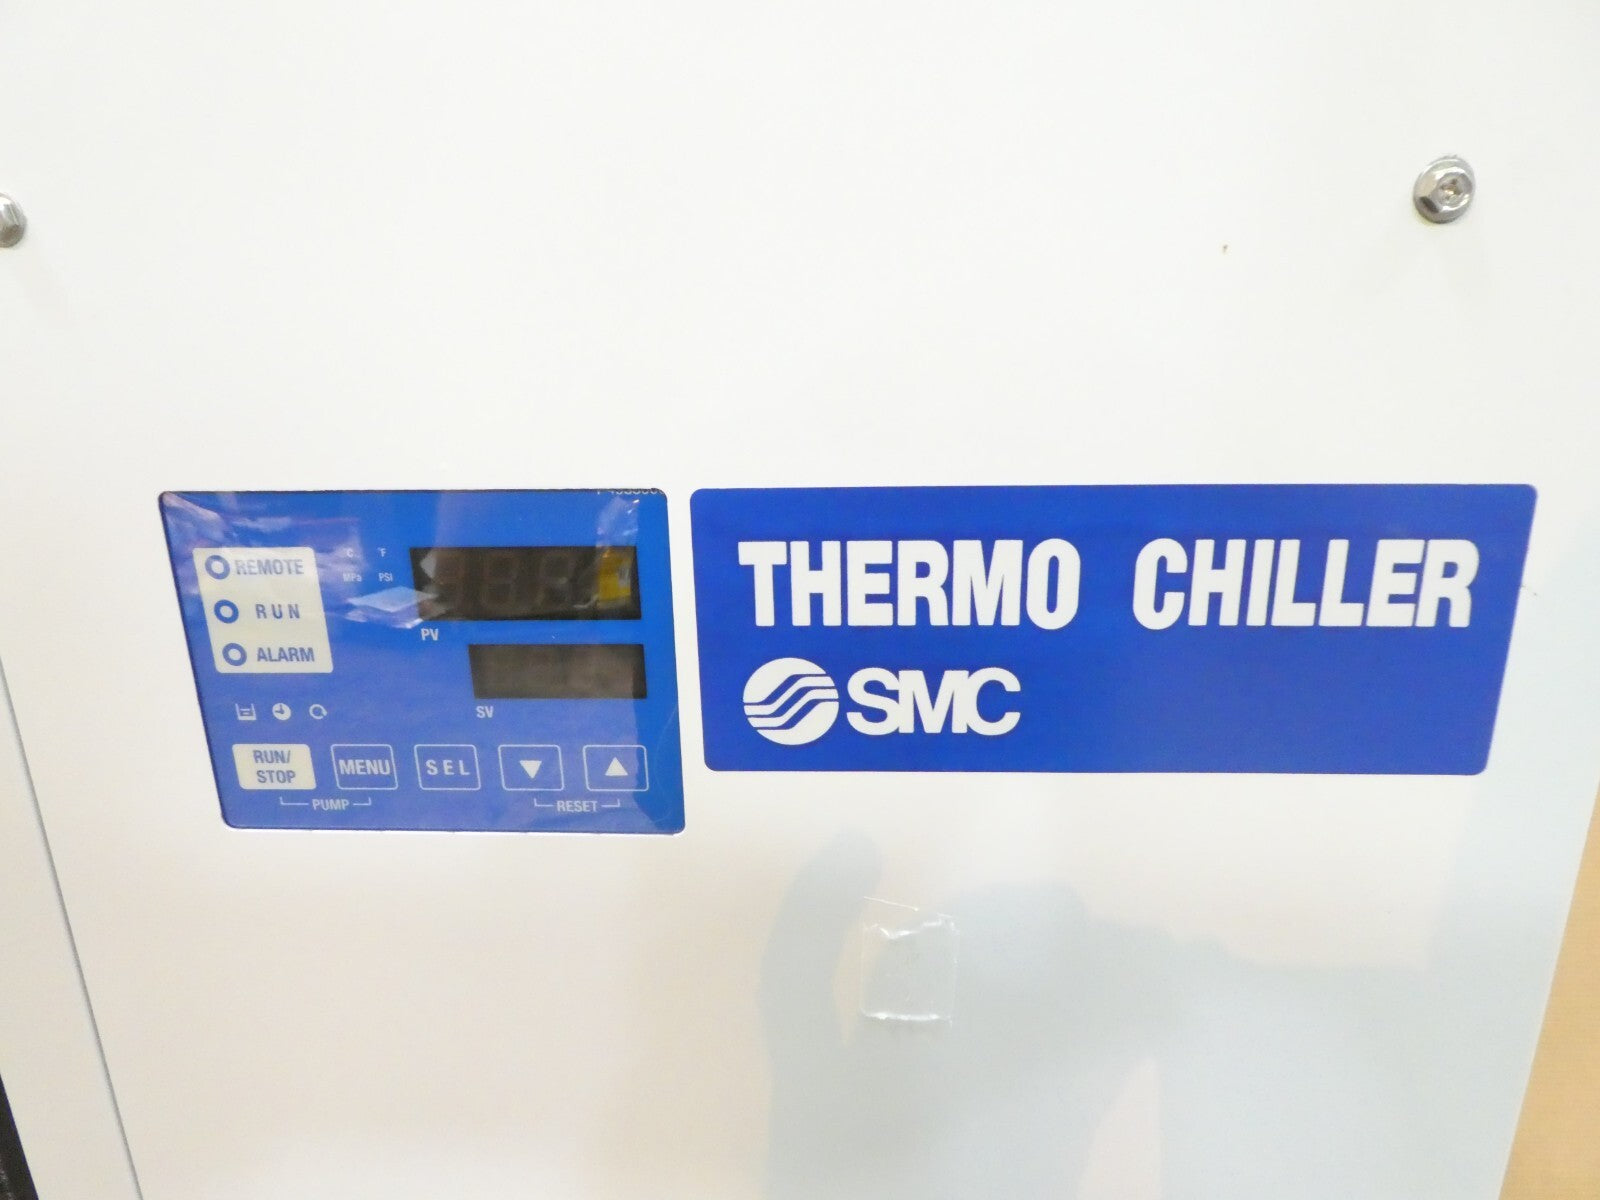 REMOTE
RUN
ALARM
°C °F
MPa PSI
PV
SV
RUN/
STOP
MENU
SEL
PUMP
RESET
THERMO CHILLER
SMC